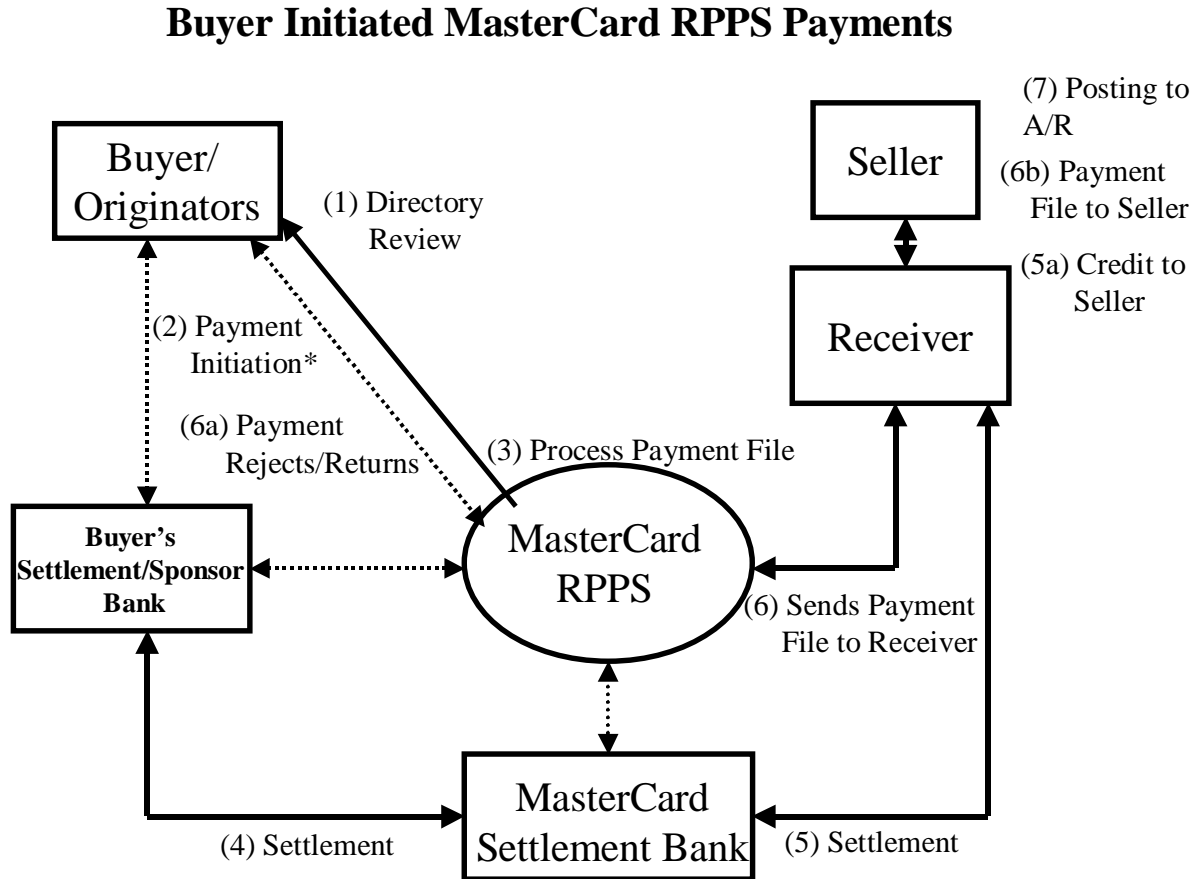 Buyer Initiated MasterCard RPPS Payments
Buyer/
Originators
(1) Directory
Review
(2) Payment
Initiation*
(6a) Payment
Rejects/Returns
Buyer’s
Settlement/Sponsor
Bank
(3) Process Payment File
MasterCard
RPPS
Seller
(7) Posting to
A/R
(6b) Payment
File to Seller
(5a) Credit to
Seller
Receiver
(6) Sends Payment
File to Receiver
MasterCard
Settlement Bank
(4) Settlement
(5) Settlement